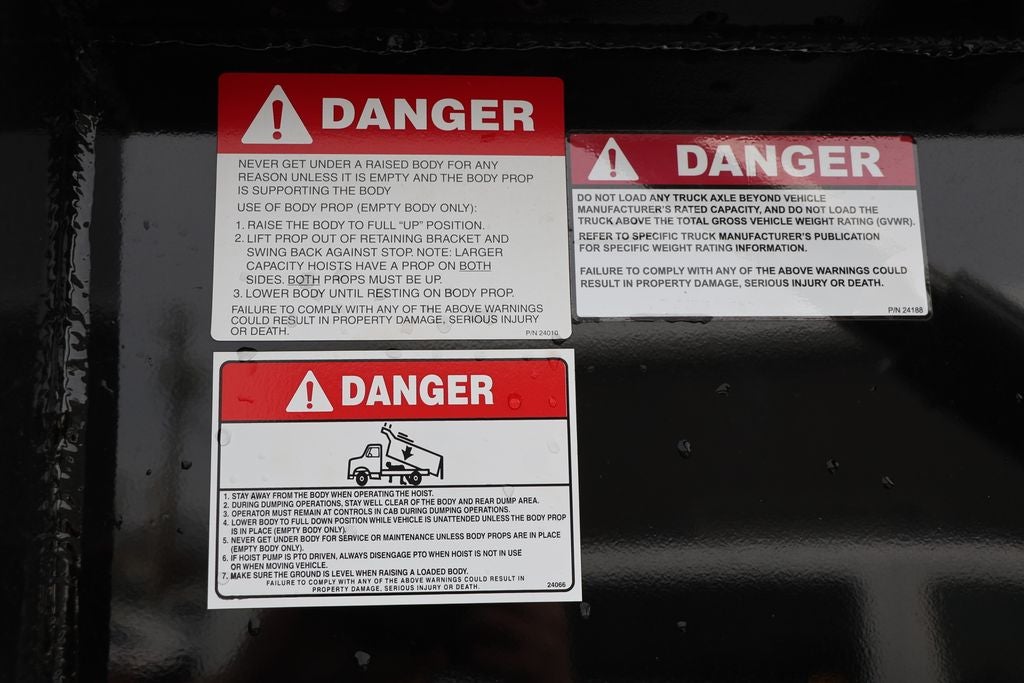 DANGER
NEVER GET UNDER A RAISED BODY FOR ANY
REASON UNLESS IT IS EMPTY AND THE BODY PROP
IS SUPPORTING THE BODY
USE OF BODY PROP (EMPTY BODY ONLY):
1. RAISE THE BODY TO FULL "UP" POSITION.
2. LIFT PROP OUT OF RETAINING BRACKET AND
SWING BACK AGAINST STOP. NOTE: LARGER
CAPACITY HOISTS HAVE A PROP ON BOTH
SIDES. BOTH PROPS MUST BE UP.
3. LOWER BODY UNTIL RESTING ON BODY PROP.
FAILURE TO COMPLY WITH ANY OF THE ABOVE WARNINGS
COULD RESULT IN PROPERTY DAMAGE, SERIOUS INJURY
OR DEATH.
P/N 24010
DANGER
DO NOT LOAD ANY TRUCK AXLE BEYOND VEHICLE
MANUFACTURER'S RATED CAPACITY, AND DO NOT LOAD THE
TRUCK ABOVE THE TOTAL GROSS VEHICLE WEIGHT RATING (GVWR).
REFER TO SPECIFIC TRUCK MANUFACTURER'S PUBLICATION
FOR SPECIFIC WEIGHT RATING INFORMATION.
FAILURE TO COMPLY WITH ANY OF THE ABOVE WARNINGS COULD
RESULT IN PROPERTY DAMAGE, SERIOUS INJURY OR DEATH.
P/N 24188
DANGER
1. STAY AWAY FROM THE BODY WHEN OPERATING THE HOIST.
2. DURING DUMPING OPERATIONS, STAY WELL CLEAR OF THE BODY AND REAR DUMP AREA.
3. OPERATOR MUST REMAIN AT CONTROLS IN CAB DURING DUMPING OPERATIONS.
4. LOWER BODY TO FULL DOWN POSITION WHILE VEHICLE IS UNATTENDED UNLESS THE BODY PROP
IS IN PLACE (EMPTY BODY ONLY).
5. NEVER GET UNDER BODY FOR SERVICE OR MAINTENANCE UNLESS BODY PROPS ARE IN PLACE
(EMPTY BODY ONLY).
6. IF HOIST PUMP IS PTO DRIVEN, ALWAYS DISENGAGE PTO WHEN HOIST IS NOT IN USE
OR WHEN MOVING VEHICLE.
7. MAKE SURE THE GROUND IS LEVEL WHEN RAISING A LOADED BODY.
FAILURE TO COMPLY WITH ANY OF THE ABOVE WARNINGS COULD RESULT IN
PROPERTY DAMAGE, SERIOUS INJURY OR DEATH.
24066